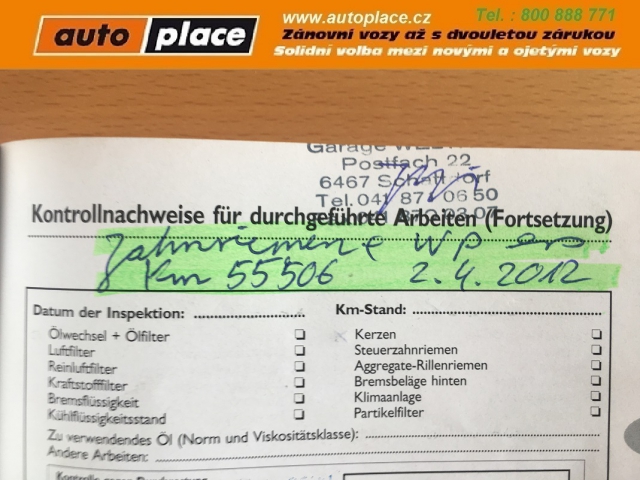 auto place
www.autoplace.cz
Tel. : 800 888 771
Zánovní vozy až s dvouletou zárukou
Solidní volba mezi novými a ojetými vozy
Garage
Postfach 22
6467 Schattdorf
Tel. 041 871 06 50
Kontrollnachweise für durchgeführte Arbeiten (Fortsetzung)
Zahnriemen e WP
Km 55506 2.4.2012
Datum der Inspektion:
Km-Stand:
Ölwechsel + Ölfilter
Luftfilter
Reinluftfilter
Kraftstofffilter
Bremsflüssigkeit
Kühlflüssigkeitsstand
Kerzen
Steuerzahnriemen
Aggregate-Rillenriemen
Bremsbeläge hinten
Klimaanlage
Partikelfilter
Zu verwendendes Öl (Norm und Viskositätsklasse):
Andere Arbeiten: